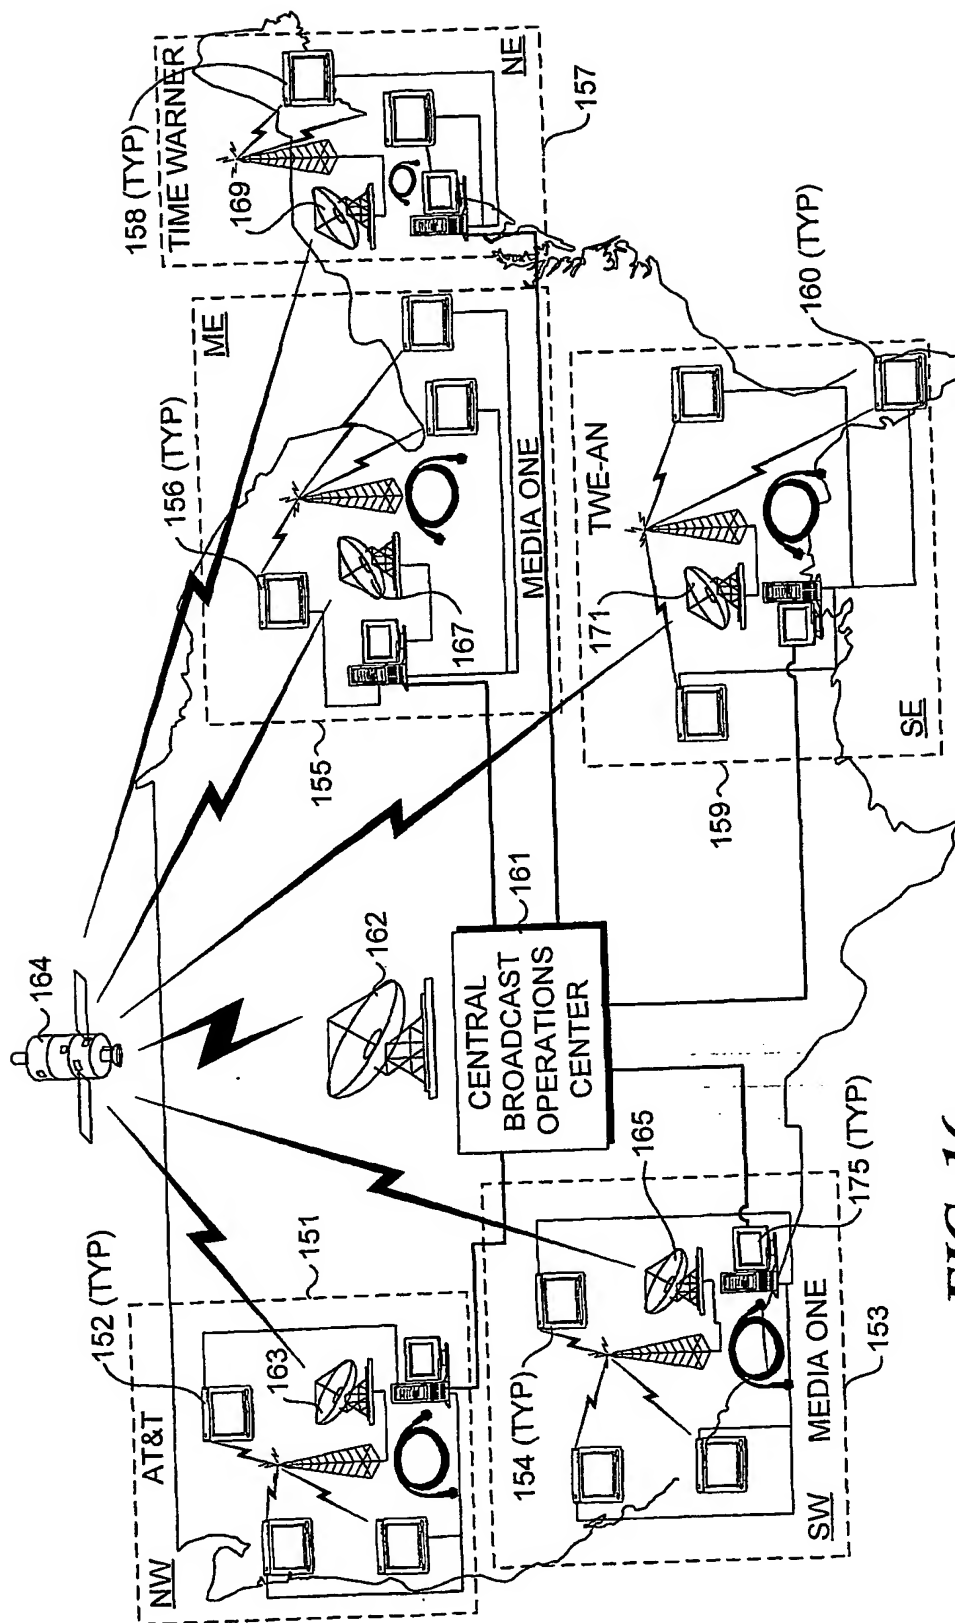 164
NW
AT&T
152 (TYP)
151
163
162
CENTRAL
BROADCAST
OPERATIONS
CENTER
161
154 (TYP)
165
175 (TYP)
SW
MEDIA ONE
153
156 (TYP)
ME
155
167
MEDIA ONE
158 (TYP)
TIME WARNER
169
NE
157
TWE-AN
171
159
SE
160 (TYP)